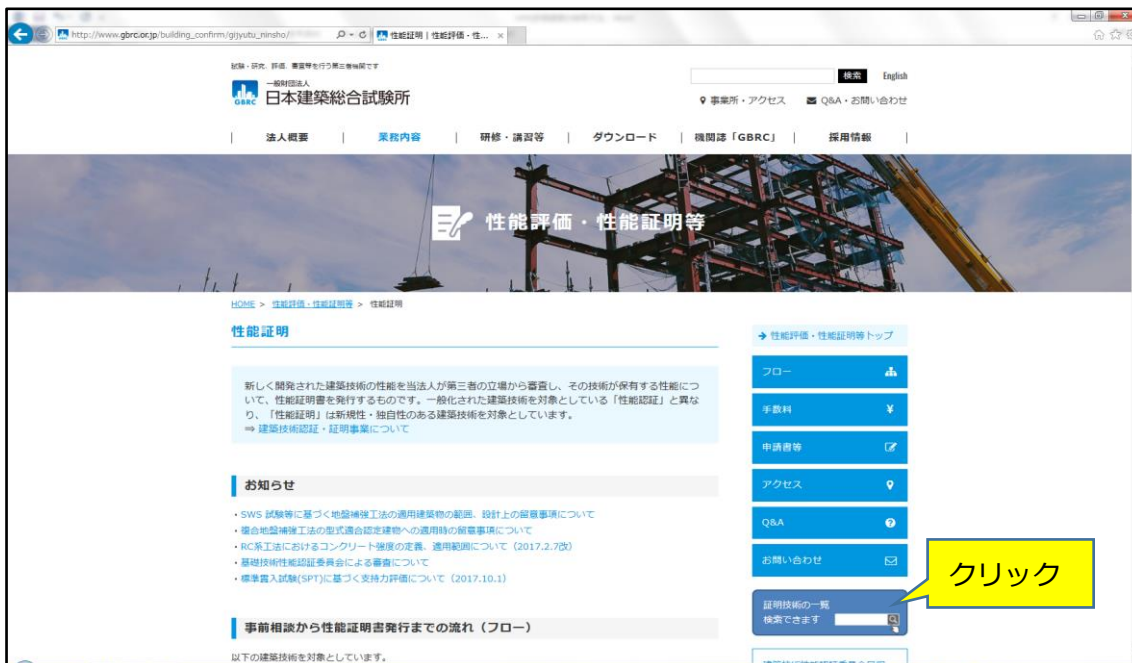 http://www.gbrc.or.jp/building_confirm/gijyutu_ninsho/
性能証明 | 性能評価・性... ×
試験・研究、評価、審査等を行う第三者機関です
一般財団法人
GBRC 日本建築総合試験所
検索 English
事業所・アクセス Q&A・お問い合わせ
法人概要 | 業務内容 | 研修・講習等 | ダウンロード | 機関誌「GBRC」 | 採用情報
性能評価・性能証明等
HOME > 性能評価・性能証明等 > 性能証明
性能証明
新しく開発された建築技術の性能を当法人が第三者の立場から審査し、その技術が保有する性能につ
いて、性能証明書を発行するものです。一般化された建築技術を対象としている「性能認証」と異な
り、「性能証明」は新規性・独自性のある建築技術を対象としています。
⇒ 建築技術認証・証明事業について
お知らせ
・SWS 試験等に基づく地盤補強工法の適用建築物の範囲、設計上の留意事項について
・複合地盤補強工法の型式適合認定建物への適用時の留意事項について
・RC系工法におけるコンクリート強度の定義、適用範囲について（2017.2.7改）
・基礎技術性能認証委員会による審査について
・標準貫入試験(SPT)に基づく支持力評価について（2017.10.1）
事前相談から性能証明書発行までの流れ（フロー）
以下の建築技術を対象としています。
→ 性能評価・性能証明等トップ
フロー
手数料 ¥
申請書等
アクセス
Q&A ?
お問い合わせ
証明技術の一覧
検索できます
クリック